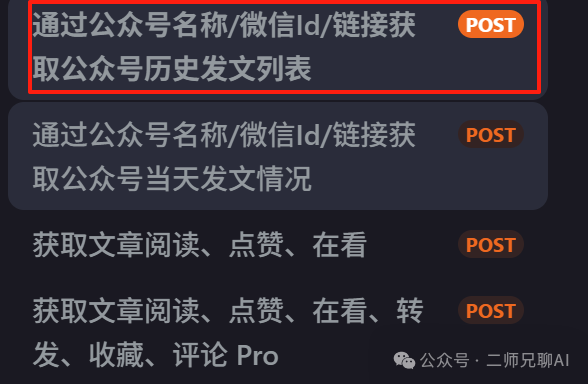 通过公众号名称/微信Id/链接获 POST
取公众号历史发文列表
通过公众号名称/微信Id/链接获 POST
取公众号当天发文情况
获取文章阅读、点赞、在看 POST
获取文章阅读、点赞、在看、转 POST
发、收藏、评论 Pro
公众号 · 二师兄聊AI